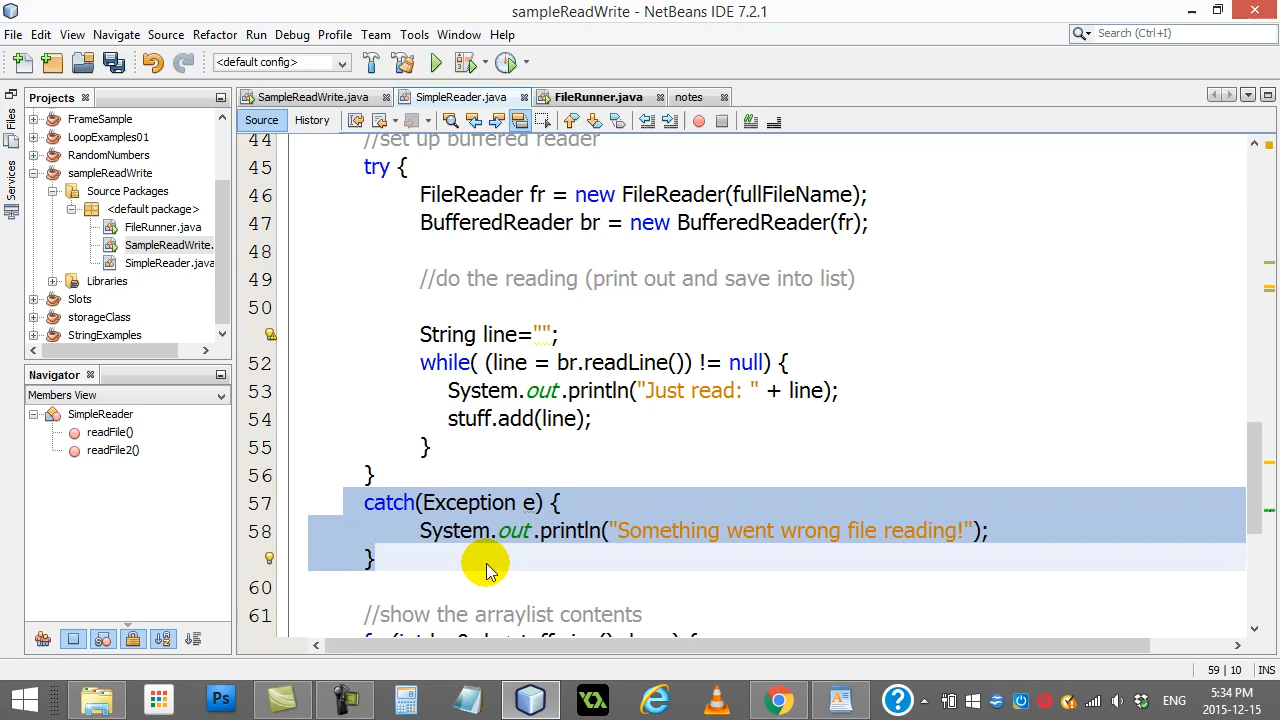 sampleReadWrite - NetBeans IDE 7.2.1
File Edit View Navigate Source Refactor Run Debug Profile Team Tools Window Help
Search (Ctrl+I)
<default config>
Projects
SampleReadWrite.java SimpleReader.java FileRunner.java notes
Files
Services
FrameSample
LoopExamples01
RandomNumbers
sampleReadWrite
Source Packages
<default package>
FileRunner.java
SampleReadWrite.
SimpleReader.java
Libraries
Slots
storageClass
StringExamples
Navigator
Members View
SimpleReader
readFile()
readFile2()
Source History
44 //set up buffered reader
45 try {
46 FileReader fr = new FileReader(fullFileName);
47 BufferedReader br = new BufferedReader(fr);
48
49 //do the reading (print out and save into list)
50
String line="";
52 while( (line = br.readLine()) != null) {
53 System.out.println("Just read: " + line);
54 stuff.add(line);
55 }
56 }
57 catch(Exception e) {
58 System.out.println("Something went wrong file reading!");
}
60
61 //show the arraylist contents
59 | 10 INS
Ps
ENG
5:34 PM
2015-12-15